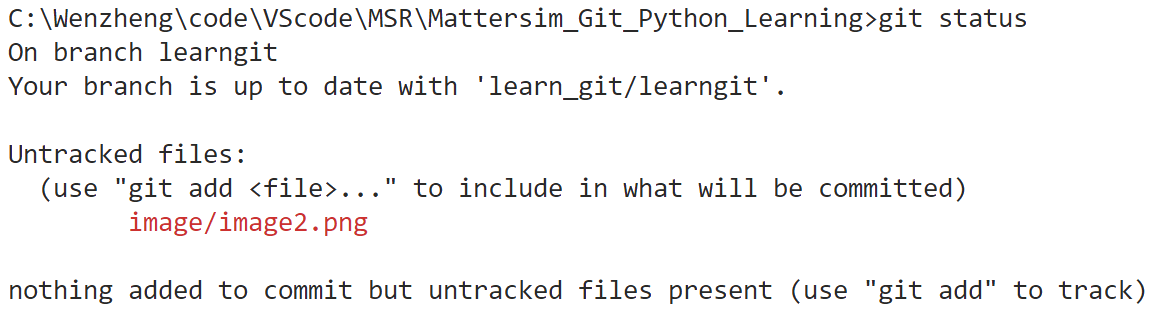 C:\Wenzheng\code\VScode\MSR\Mattersim_Git_Python_Learning>git status
On branch learngit
Your branch is up to date with 'learn_git/learngit'.
Untracked files:
(use "git add <file>..." to include in what will be committed)
image/image2.png
nothing added to commit but untracked files present (use "git add" to track)